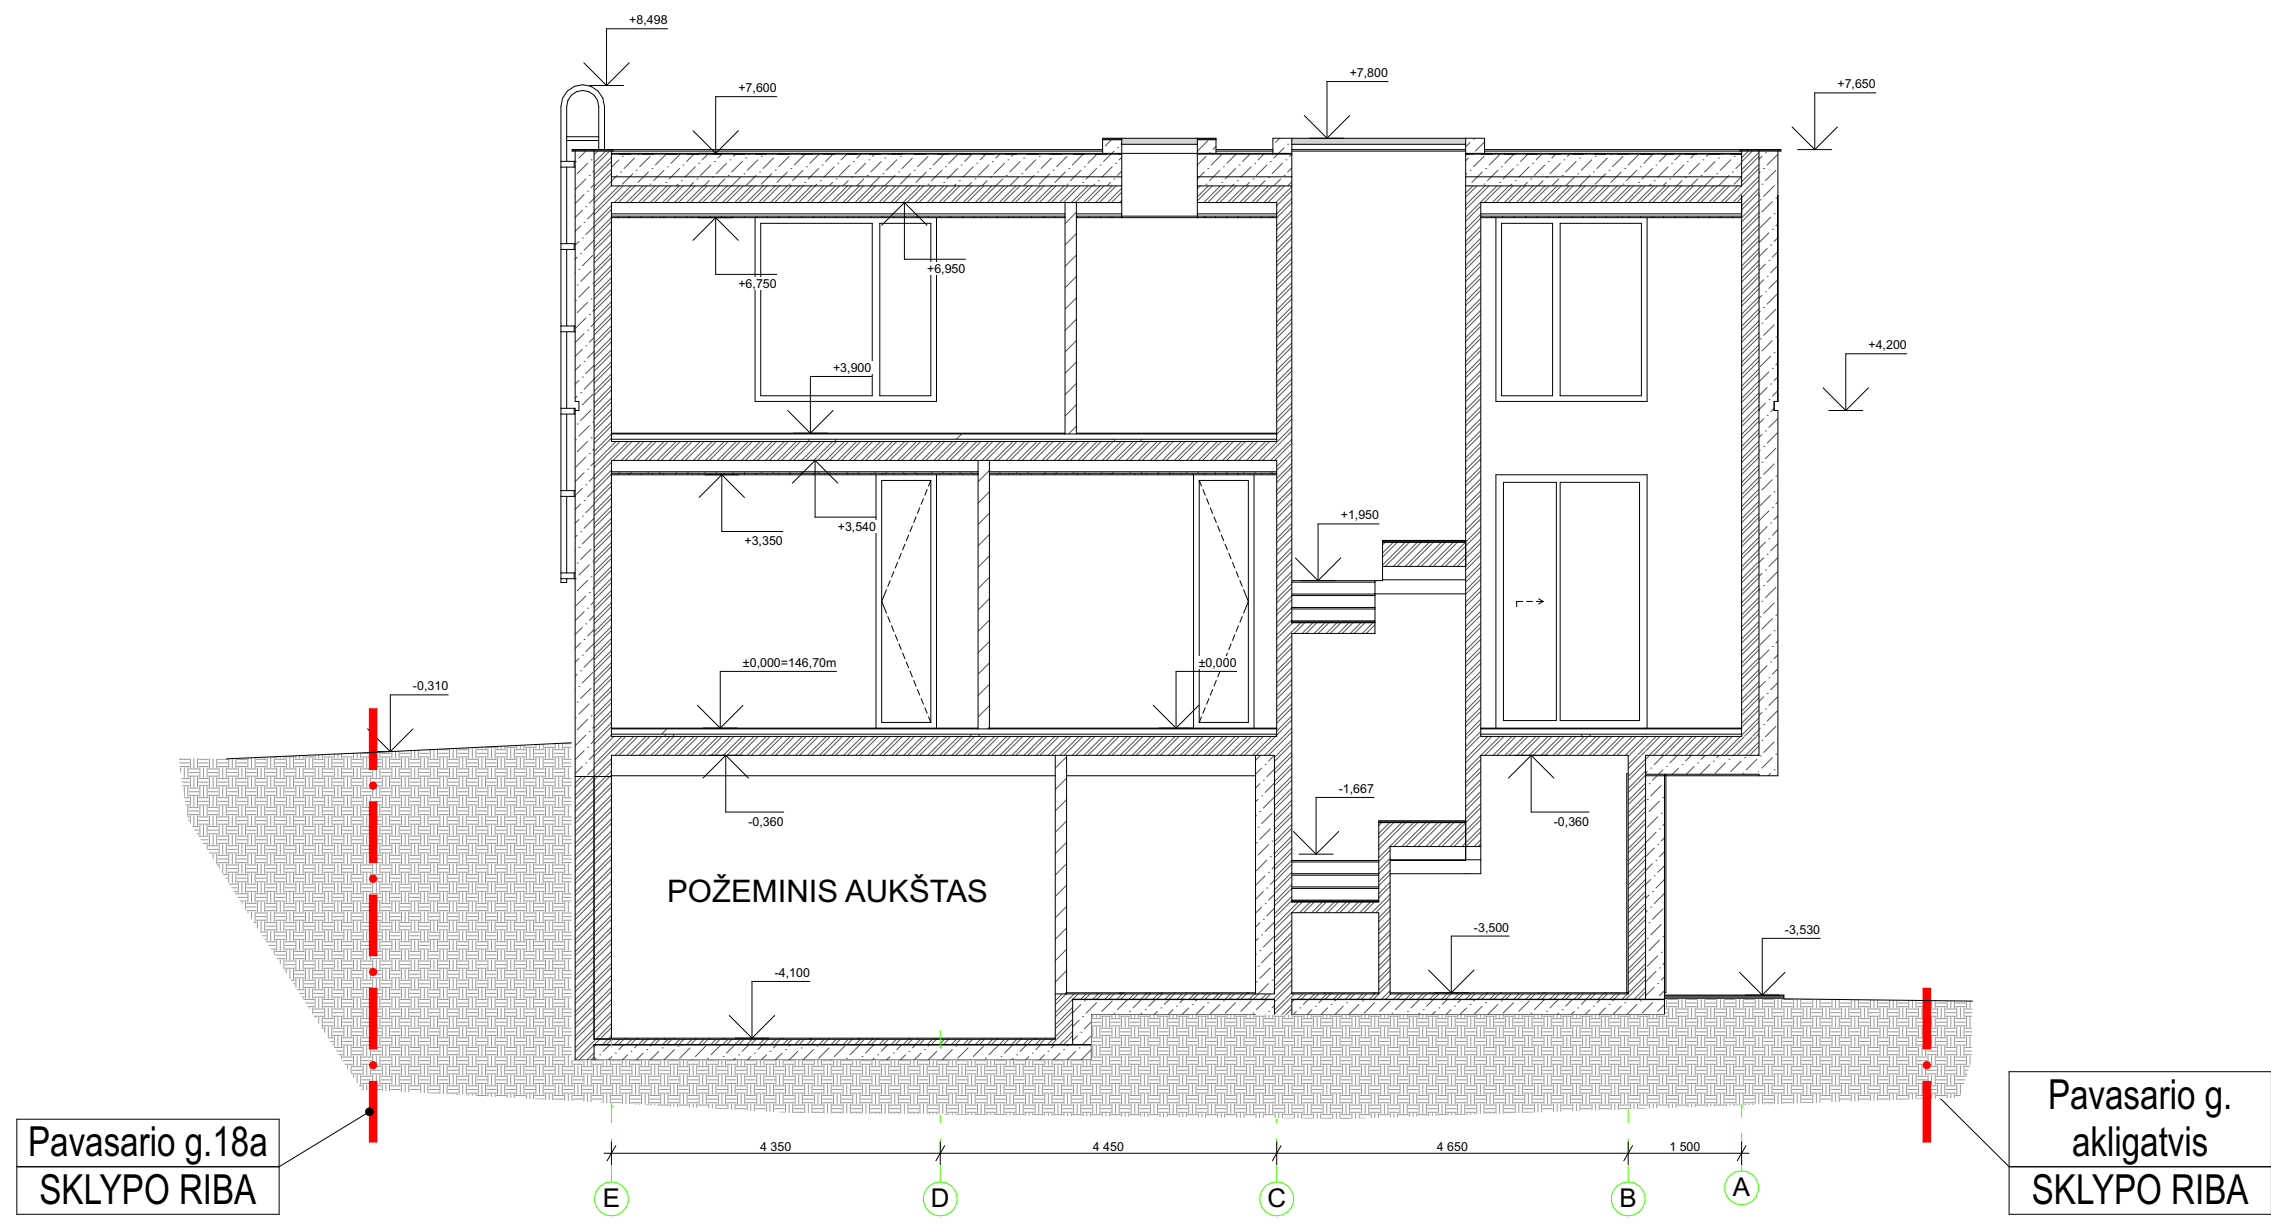 +8,498
+7,800
+7,600
+7,650
+6,950
+6,750
+4,200
+3,900
+1,950
+3,540
+3,350
±0,000=146,70m
±0,000
-0,310
-1,667
-0,360
-0,360
POŽEMINIS AUKŠTAS
-3,500
-3,530
-4,100
Pavasario g.18a
SKLYPO RIBA
Pavasario g.
akligatvis
SKLYPO RIBA
4 350
4 450
4 650
1 500
E
D
C
B
A